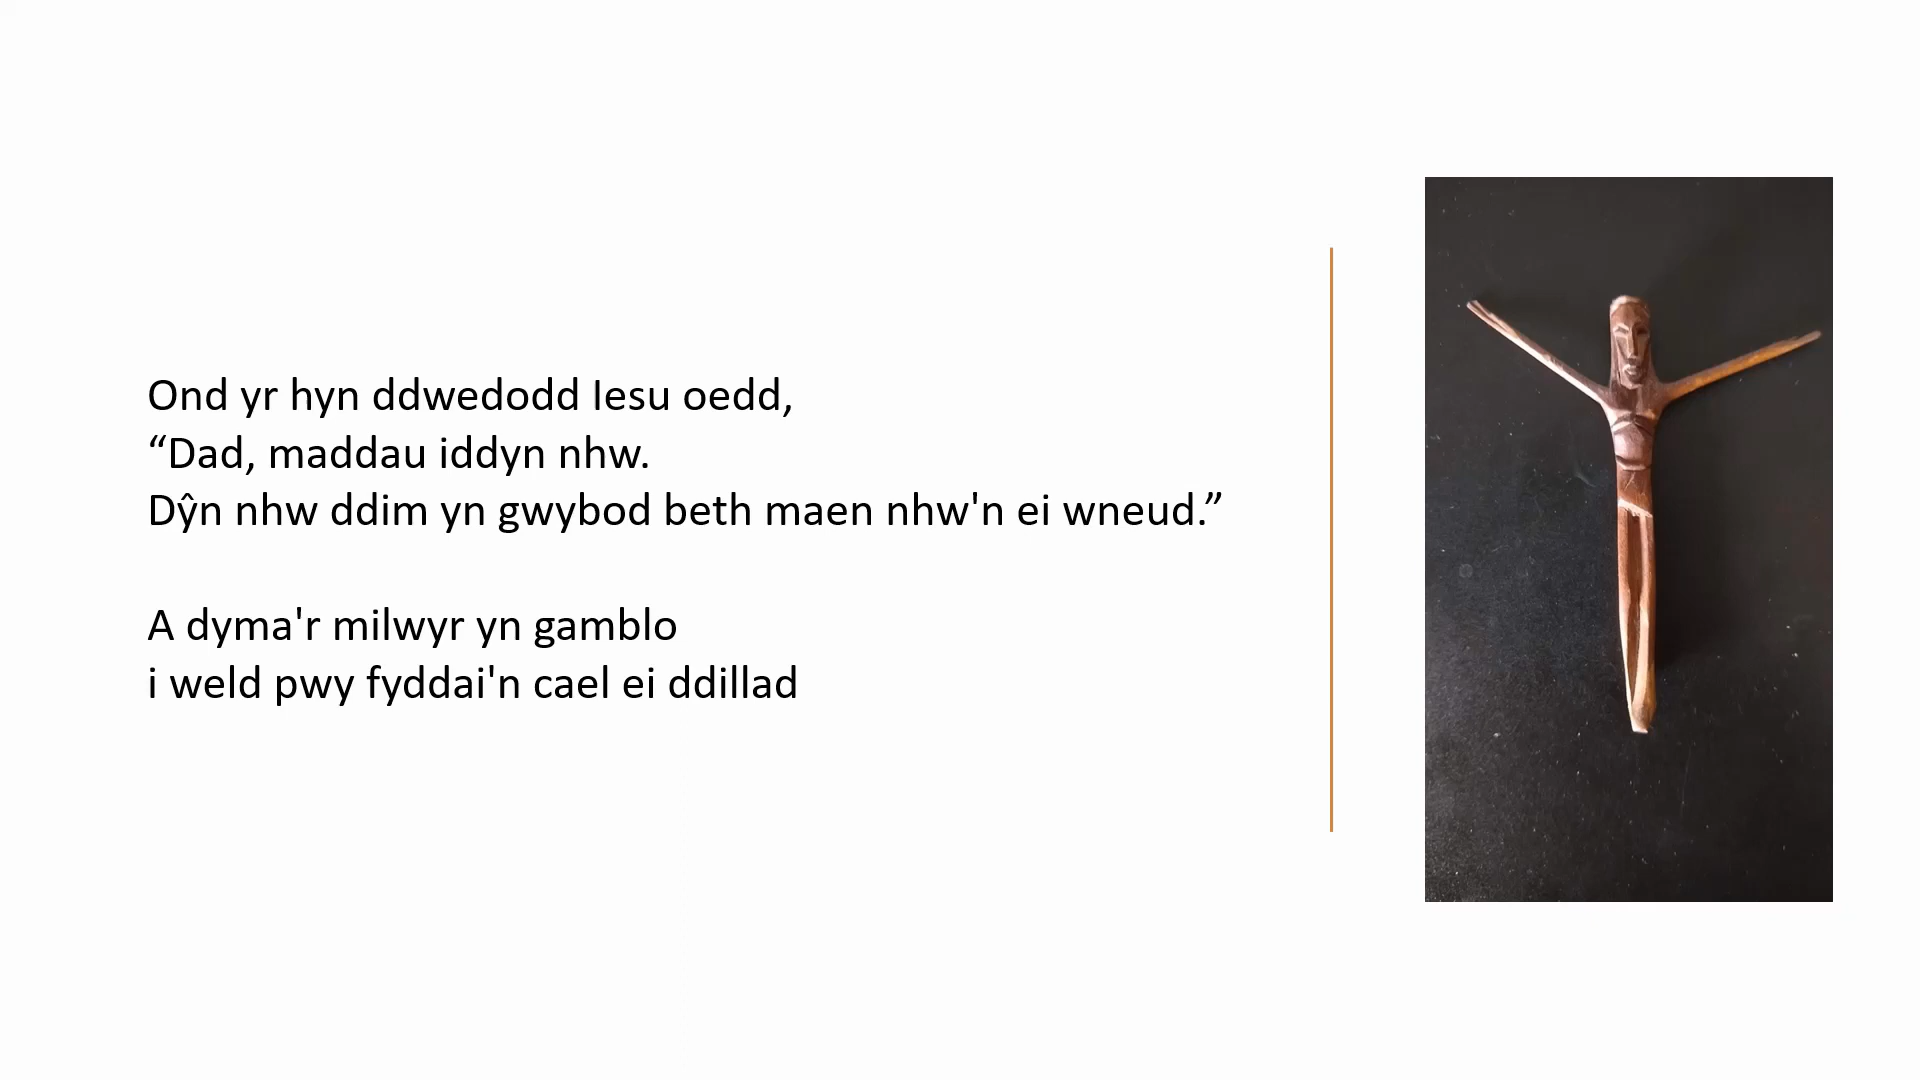 Ond yr hyn ddwedodd Iesu oedd,
“Dad, maddau iddyn nhw.
Dŷn nhw ddim yn gwybod beth maen nhw'n ei wneud.”
A dyma'r milwyr yn gamblo
i weld pwy fyddai'n cael ei ddillad